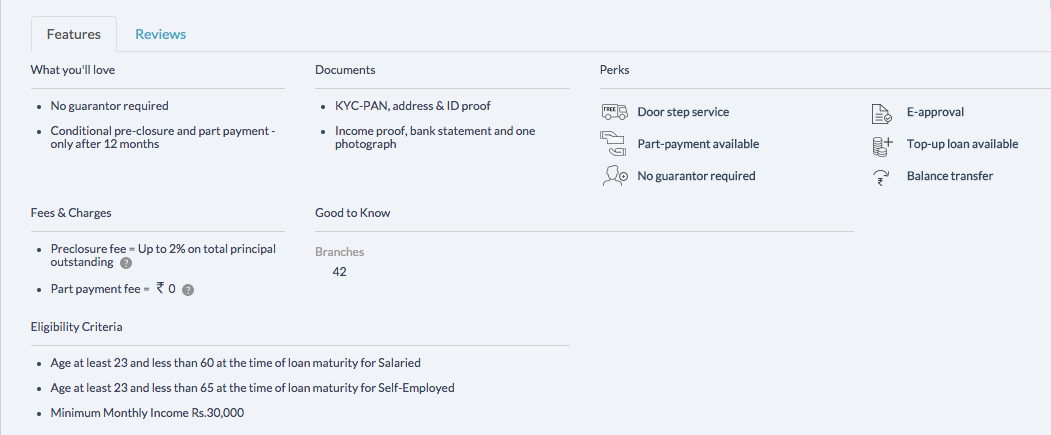 Features
Reviews
What you'll love
No guarantor required
Conditional pre-closure and part payment -
only after 12 months
Documents
KYC-PAN, address & ID proof
Income proof, bank statement and one
photograph
Perks
FREE
Door step service
Part-payment available
No guarantor required
E-approval
Top-up loan available
₹
Balance transfer
Fees & Charges
Preclosure fee = Up to 2% on total principal
outstanding ?
Part payment fee = ₹ 0 ?
Good to Know
Branches
42
Eligibility Criteria
Age at least 23 and less than 60 at the time of loan maturity for Salaried
Age at least 23 and less than 65 at the time of loan maturity for Self-Employed
Minimum Monthly Income Rs.30,000